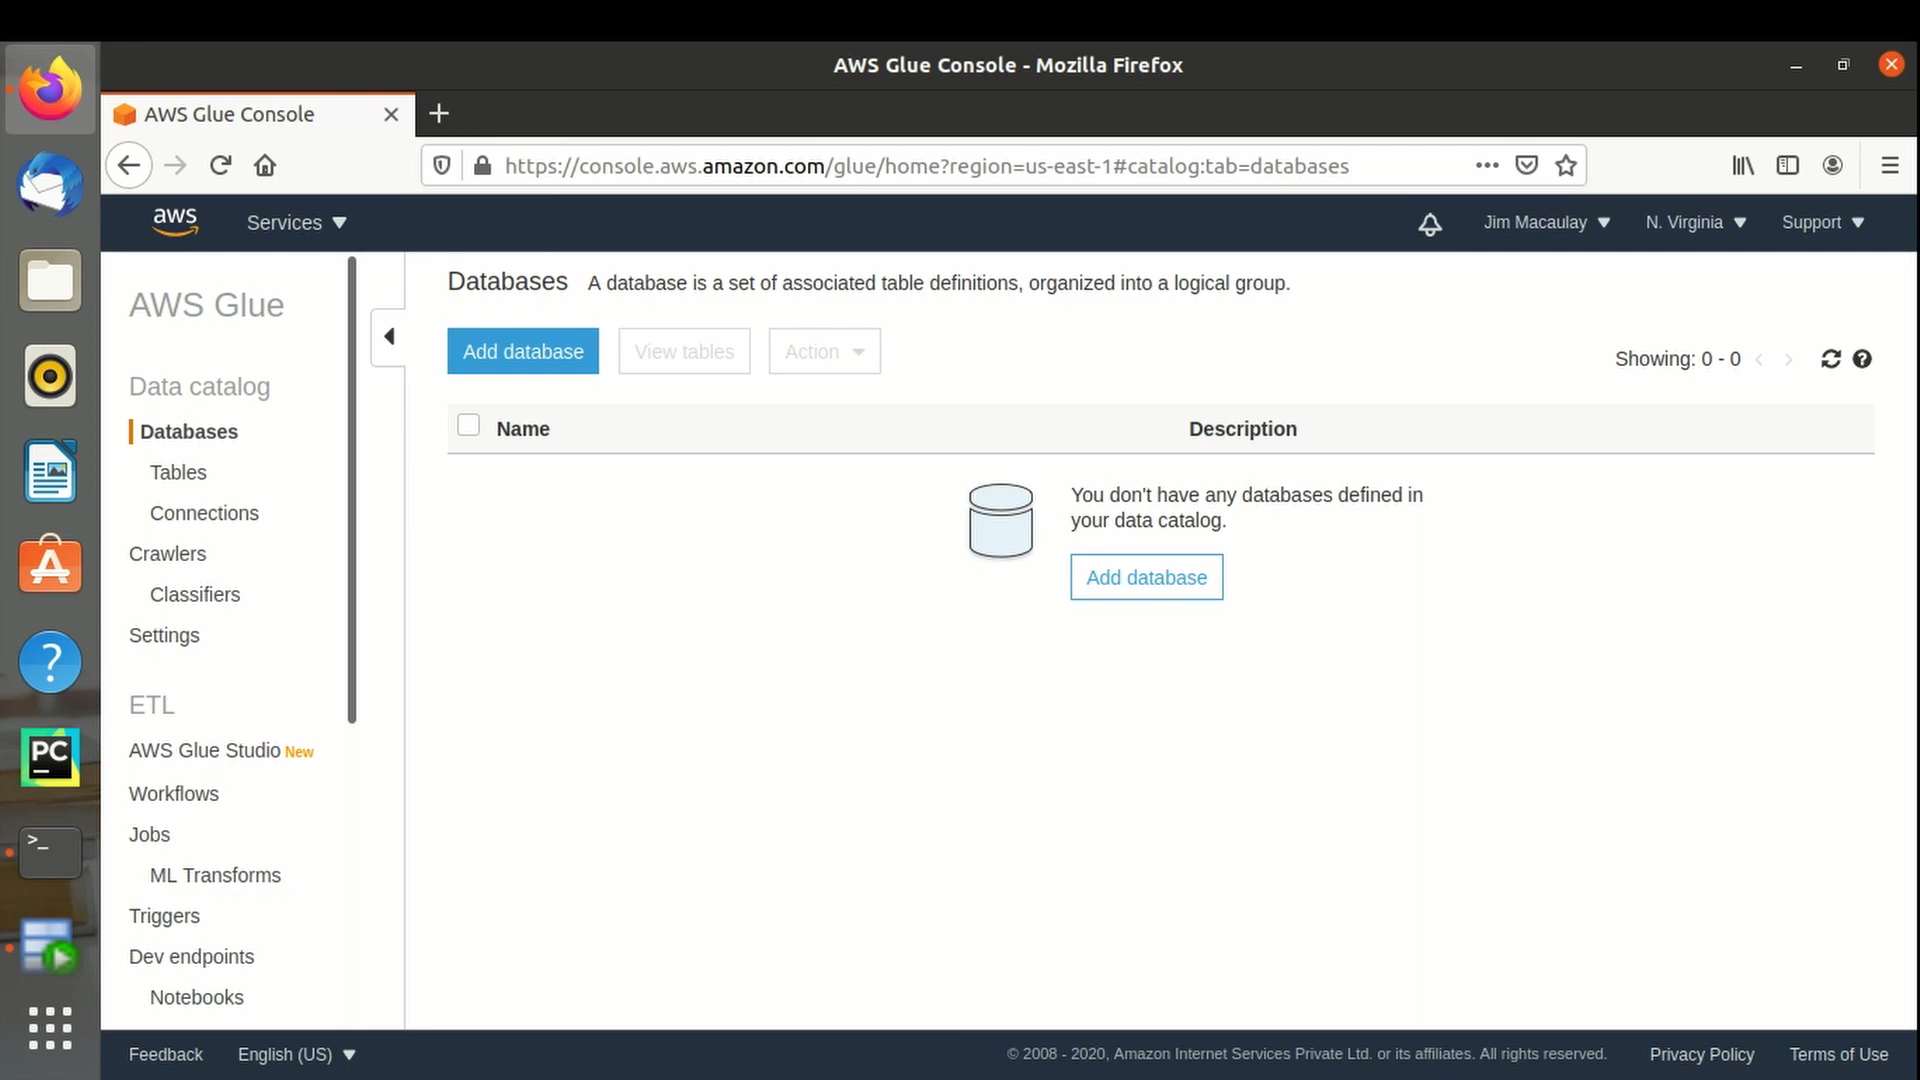 AWS Glue Console - Mozilla Firefox
AWS Glue Console
https://console.aws.amazon.com/glue/home?region=us-east-1#catalog:tab=databases
aws
Services
Jim Macaulay
N. Virginia
Support
AWS Glue
Data catalog
Databases
Tables
Connections
Crawlers
Classifiers
Settings
ETL
AWS Glue Studio New
Workflows
Jobs
ML Transforms
Triggers
Dev endpoints
Notebooks
Databases A database is a set of associated table definitions, organized into a logical group.
Add database
View tables
Action
Showing: 0 - 0
Name
Description
You don't have any databases defined in
your data catalog.
Add database
PC
>_
Feedback
English (US)
© 2008 - 2020, Amazon Internet Services Private Ltd. or its affiliates. All rights reserved.
Privacy Policy
Terms of Use